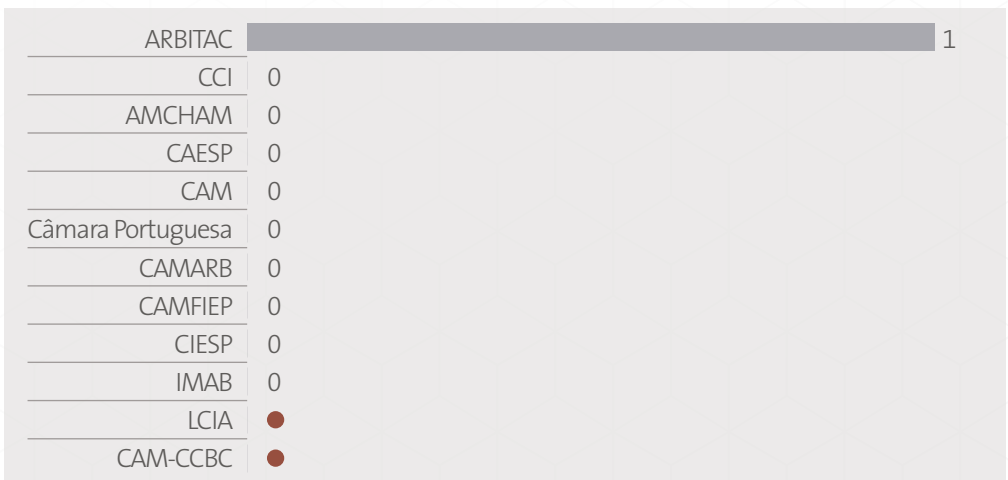 ARBITAC 1
CCI 0
AMCHAM 0
CAESP 0
CAM 0
Câmara Portuguesa 0
CAMARB 0
CAMFIEP 0
CIESP 0
IMAB 0
LCIA
CAM-CCBC